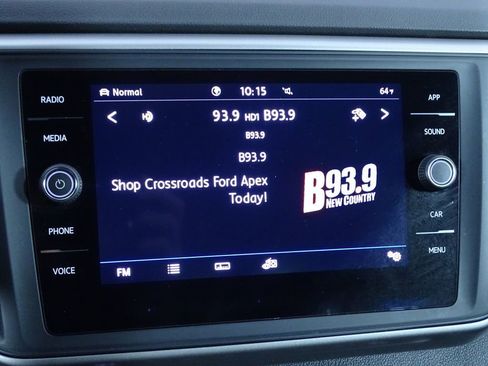 RADIO
MEDIA
PHONE
VOICE
Normal
10:15
64°F
< 93.9 HD1 B93.9 >
B93.9
B93.9
Shop Crossroads Ford Apex
Today!
B93.9
NEW COUNTRY
FM
APP
SOUND
CAR
MENU